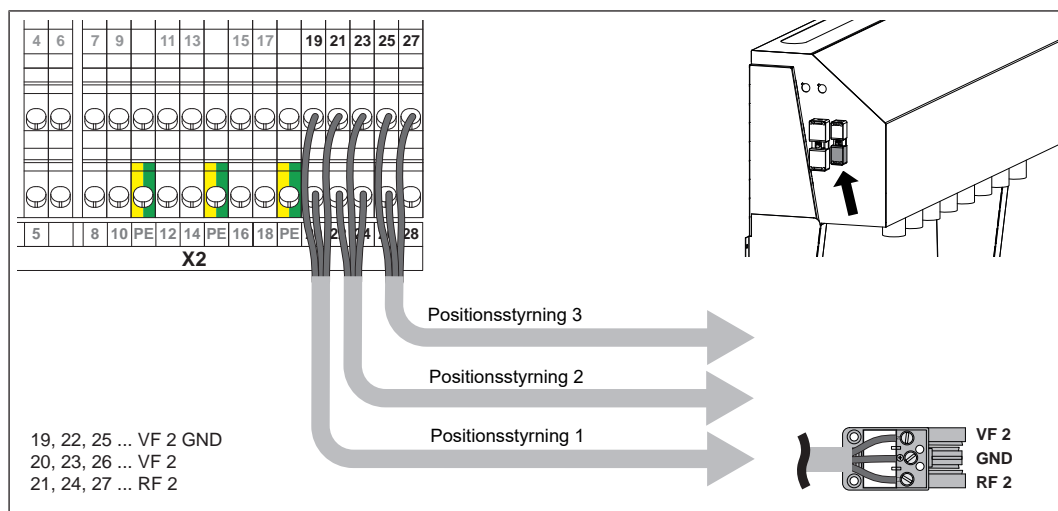 4 6 7 9 11 13 15 17 19 21 23 25 27
5 8 10 PE 12 14 PE 16 18 PE 24 28
X2
Positionsstyrning 3
Positionsstyrning 2
Positionsstyrning 1
19, 22, 25 ... VF 2 GND
20, 23, 26 ... VF 2
21, 24, 27 ... RF 2
VF 2
GND
RF 2